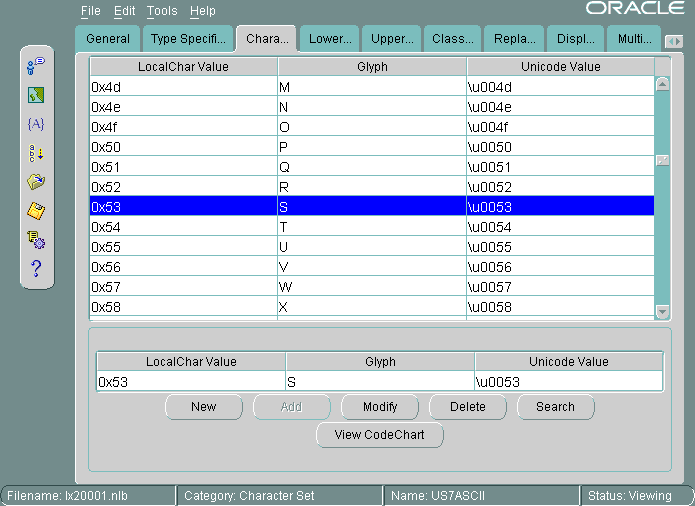 File Edit Tools Help
ORACLE
General Type Specifi... Chara... Lower... Upper... Class... Repla... Displ... Multi...
LocalChar Value Glyph Unicode Value
0x4d M \u004d
0x4e N \u004e
0x4f O \u004f
0x50 P \u0050
0x51 Q \u0051
0x52 R \u0052
0x53 S \u0053
0x54 T \u0054
0x55 U \u0055
0x56 V \u0056
0x57 W \u0057
0x58 X \u0058
LocalChar Value Glyph Unicode Value
0x53 S \u0053
New Add Modify Delete Search
View CodeChart
Filename: lx20001.nlb Category: Character Set Name: US7ASCII Status: Viewing